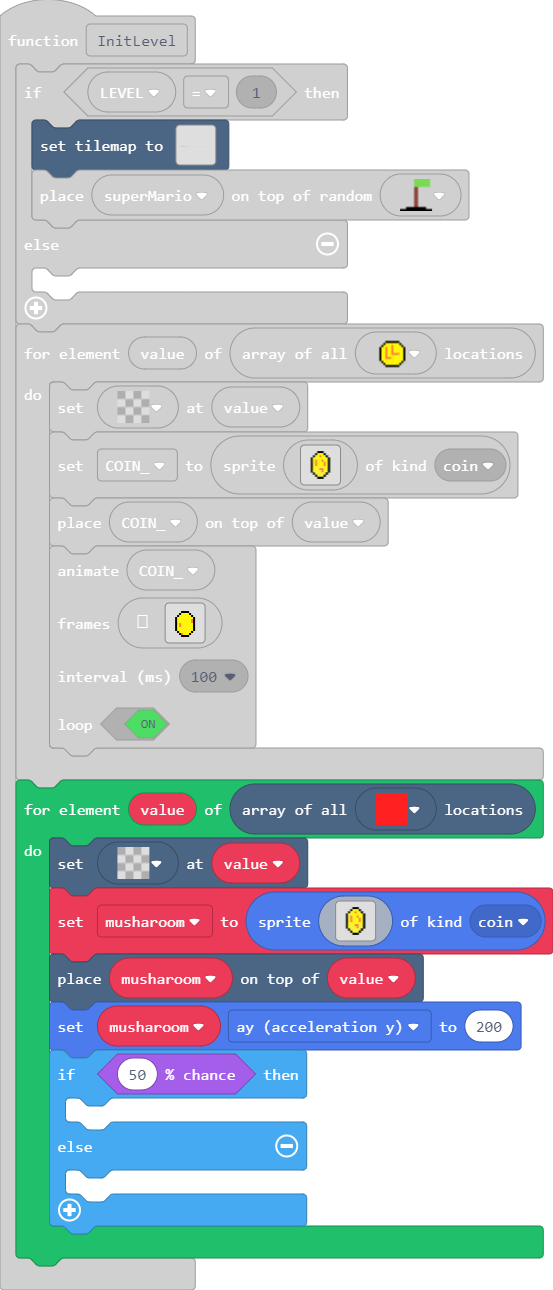 function InitLevel
if LEVEL = 1 then
set tilemap to
place superMario on top of random
else
for element value of array of all locations
do
set at value
set COIN_ to sprite of kind coin
place COIN_ on top of value
animate COIN_
frames
interval (ms) 100
loop ON
for element value of array of all locations
do
set at value
set musharoom to sprite of kind coin
place musharoom on top of value
set musharoom ay (acceleration y) to 200
if 50 % chance then
else